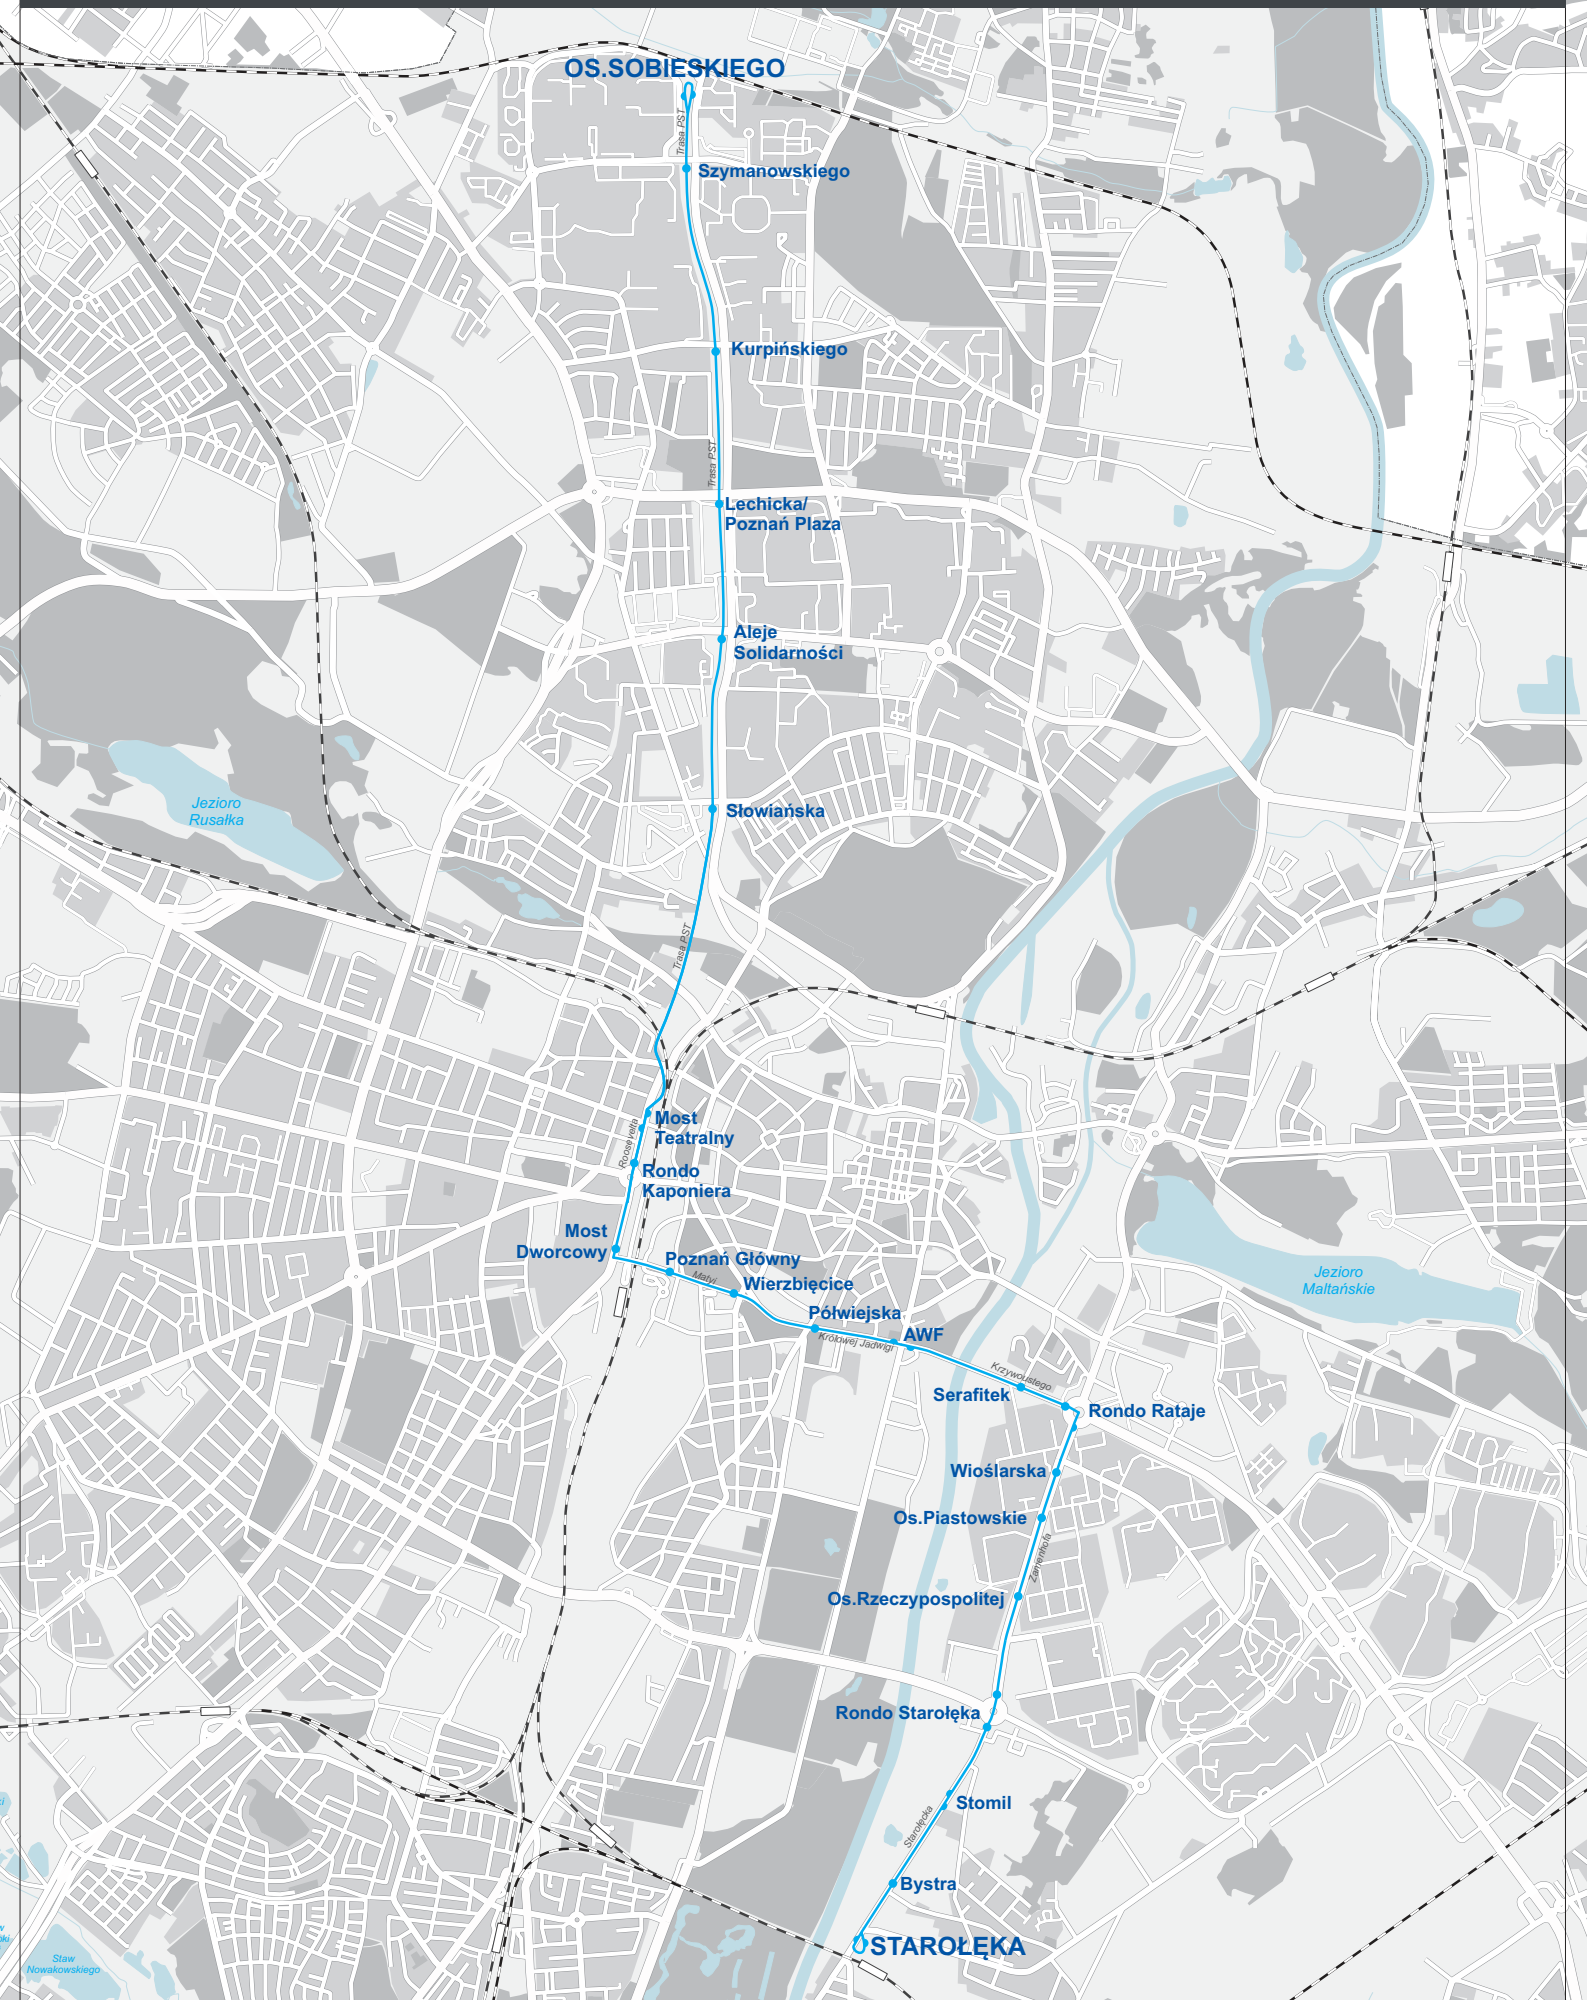 OS.SOBIESKIEGO
Trasa PST
Szymanowskiego
Kurpińskiego
Trasa PST
Lechicka/
Poznań Plaza
Aleje
Solidarności
Jezioro
Rusałka
Słowiańska
Trasa PST
Most
Teatralny
Roosevelta
Rondo
Kaponiera
Most
Dworcowy
Poznań Główny
Matyi
Wierzbięcice
Jezioro
Maltańskie
Półwiejska
Królowej Jadwigi
AWF
Krzywoustego
Serafitek
Rondo Rataje
Wioślarska
Os.Piastowskie
Zamenhofa
Os.Rzeczypospolitej
Rondo Starołęka
Stomil
Starołęcka
Bystra
STAROŁĘKA
Staw
Nowakowskiego